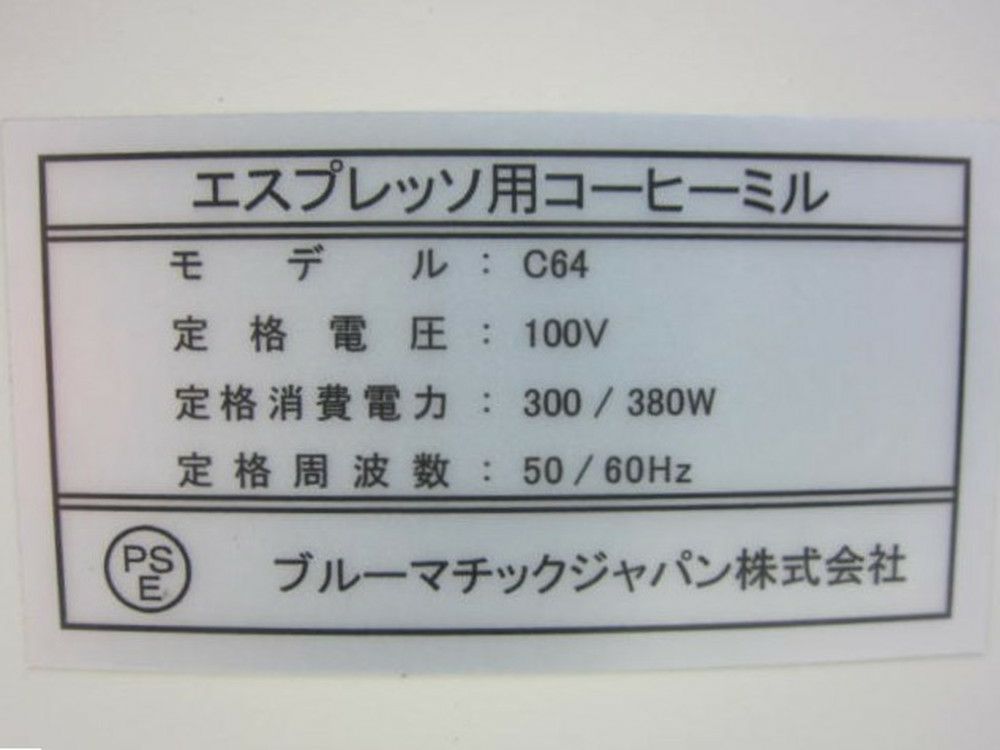 エスプレッソ用コーヒーミル
モデル：C64
定格電圧：100V
定格消費電力：300 / 380W
定格周波数：50 / 60Hz
PS
E
ブルーマチックジャパン株式会社